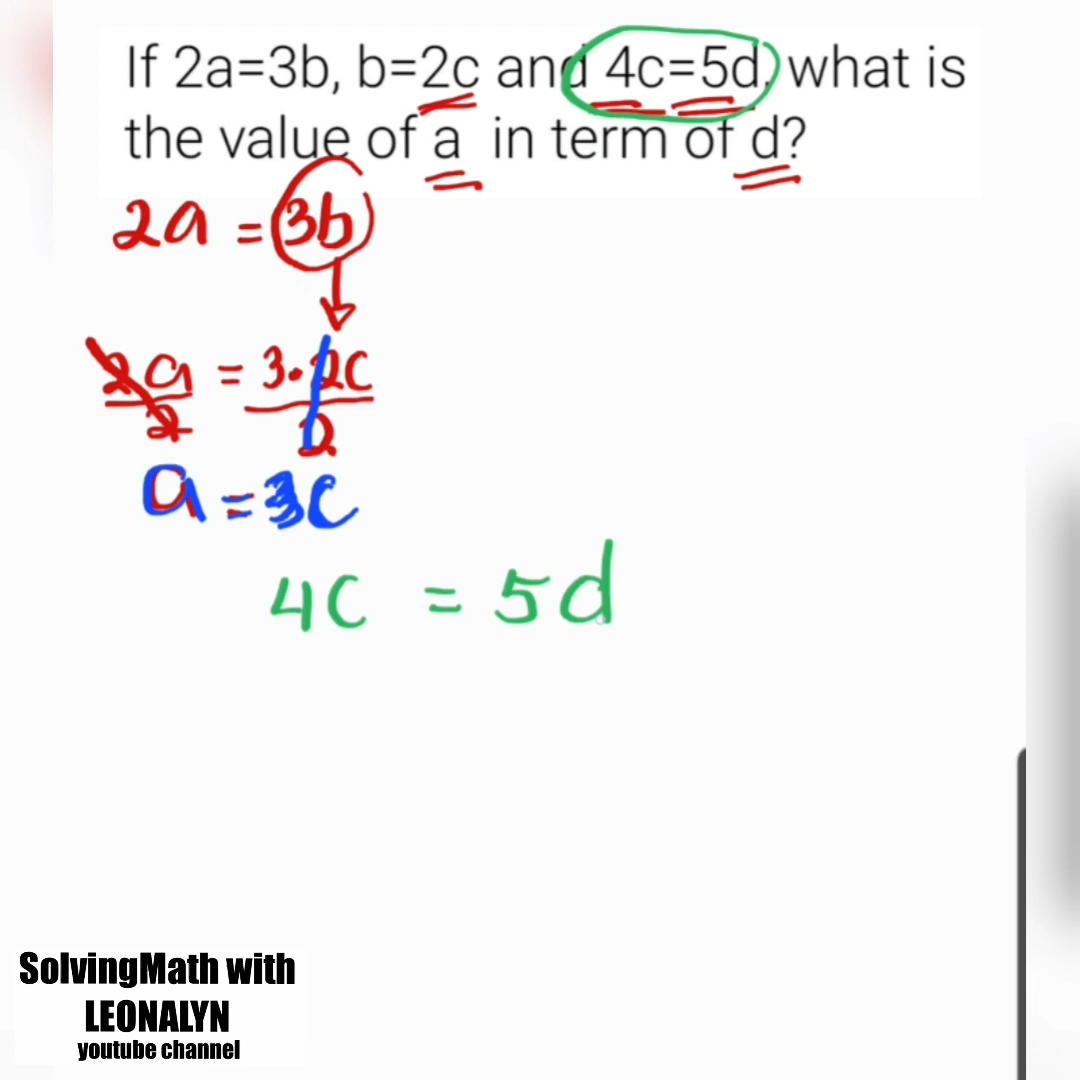 If 2a=3b, b=2c and 4c=5d, what is
the value of a in term of d?
2a = 3b
2a = 3·2c
2 2
a = 3c
4c = 5d
SolvingMath with
LEONALYN
youtube channel